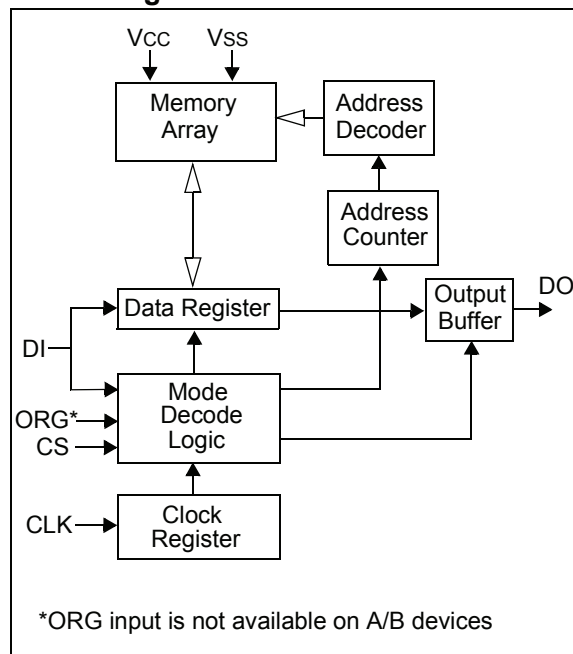 VCC
VSS
Memory
Array
Address
Decoder
Address
Counter
Data Register
Output
Buffer
DO
DI
Mode
Decode
Logic
ORG*
CS
CLK
Clock
Register
*ORG input is not available on A/B devices